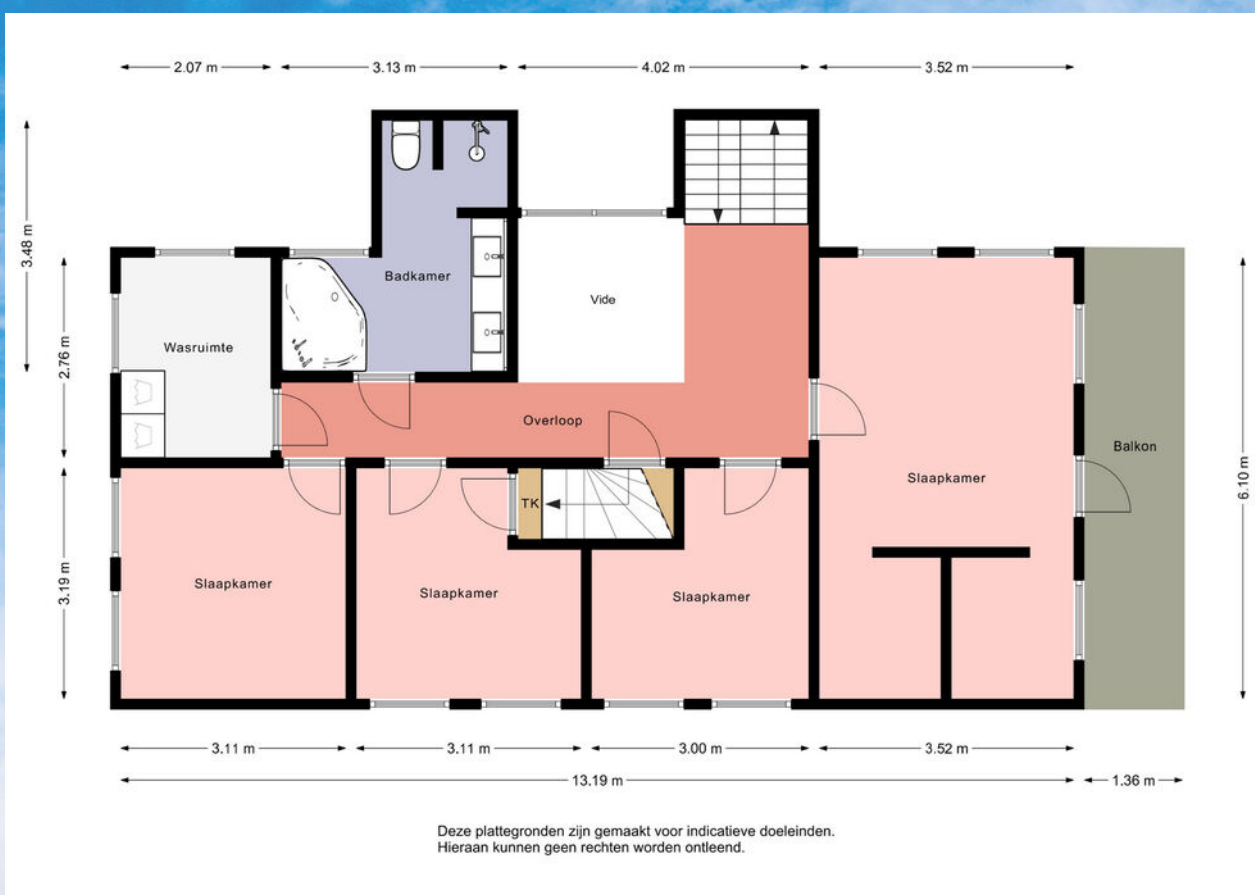 2.07 m
3.13 m
4.02 m
3.52 m
3.48 m
2.76 m
3.19 m
6.10 m
Badkamer
Vide
Wasruimte
Overloop
Balkon
Slaapkamer
TK
Slaapkamer
Slaapkamer
Slaapkamer
3.11 m
3.11 m
3.00 m
3.52 m
13.19 m
1.36 m
Deze plattegronden zijn gemaakt voor indicatieve doeleinden.
Hieraan kunnen geen rechten worden ontleend.